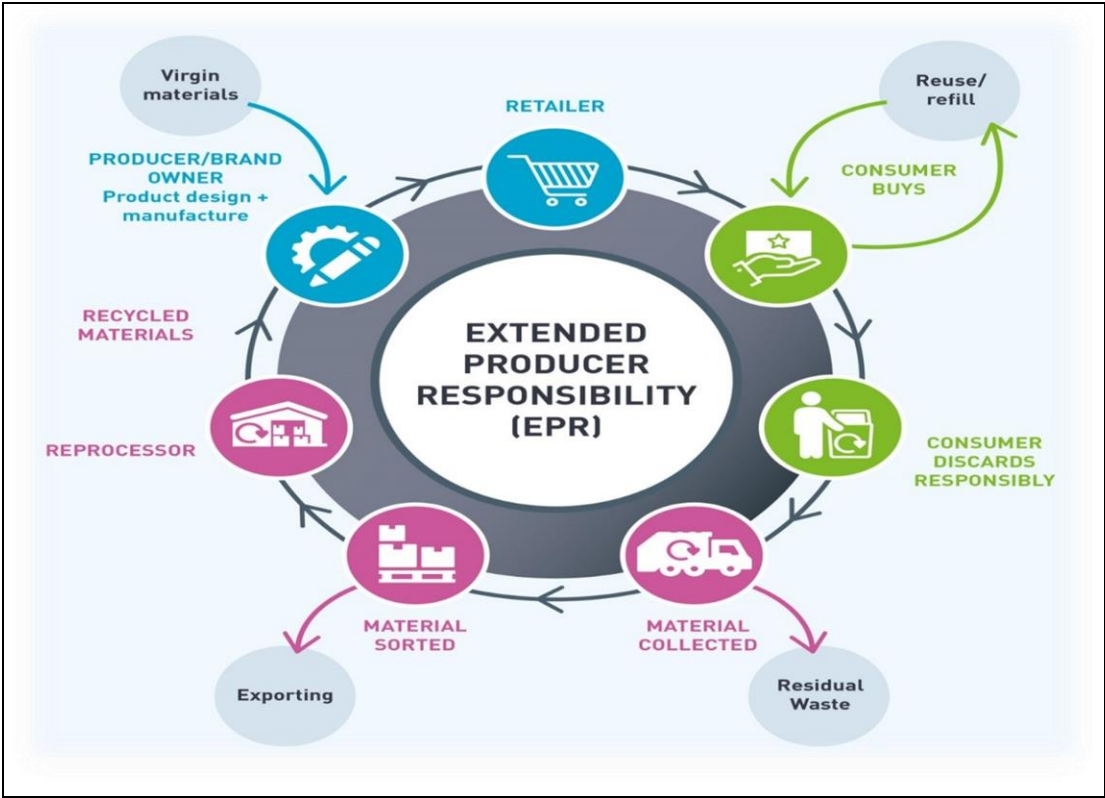 Virgin
materials
RETAILER
Reuse/
refill
PRODUCER/BRAND
OWNER
Product design +
manufacture
CONSUMER
BUYS
RECYCLED
MATERIALS
EXTENDED
PRODUCER
RESPONSIBILITY
(EPR)
REPROCESSOR
CONSUMER
DISCARDS
RESPONSIBLY
MATERIAL
SORTED
MATERIAL
COLLECTED
Exporting
Residual
Waste